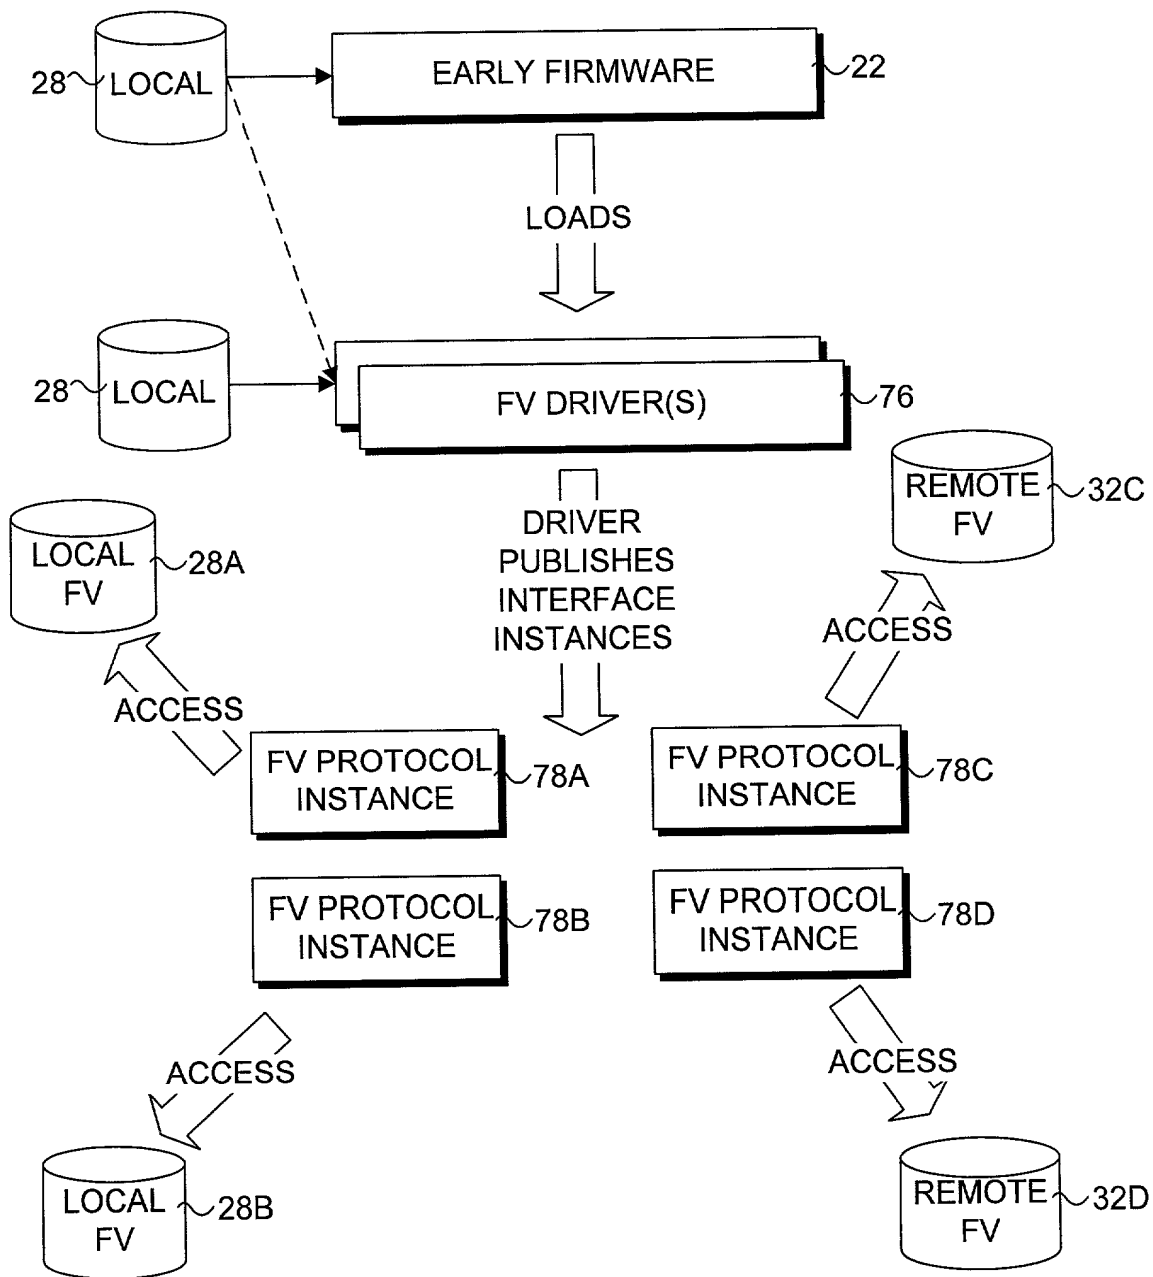 28
LOCAL
EARLY FIRMWARE
22
LOADS
28
LOCAL
FV DRIVER(S)
76
REMOTE
FV
32C
LOCAL
FV
28A
DRIVER
PUBLISHES
INTERFACE
INSTANCES
ACCESS
ACCESS
FV PROTOCOL
INSTANCE
78A
FV PROTOCOL
INSTANCE
78C
FV PROTOCOL
INSTANCE
78B
FV PROTOCOL
INSTANCE
78D
ACCESS
ACCESS
LOCAL
FV
28B
REMOTE
FV
32D